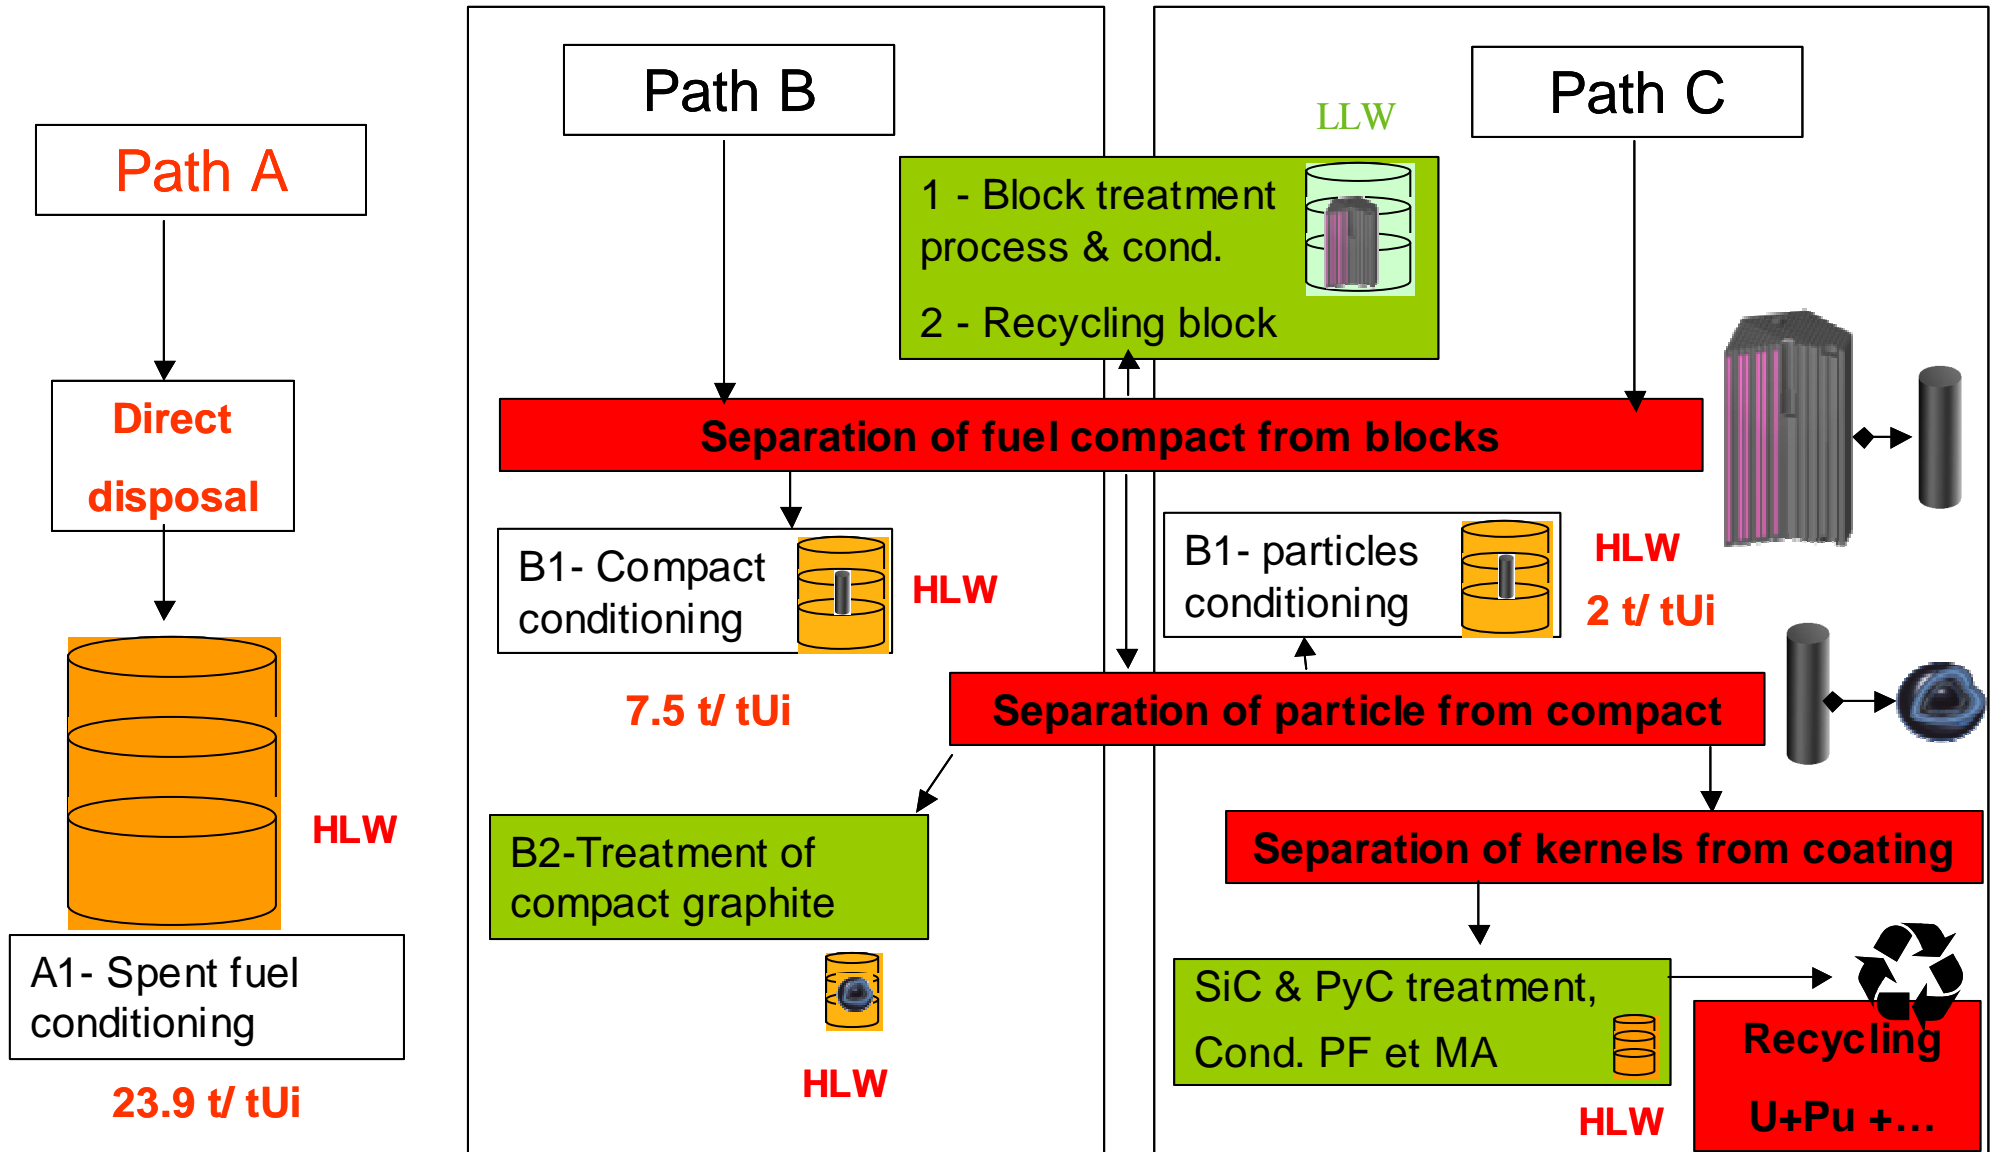 Path A
Direct
disposal
HLW
A1- Spent fuel
conditioning
23.9 t/ tUi
Path B
Path C
LLW
1 - Block treatment
process & cond.
2 - Recycling block
Separation of fuel compact from blocks
B1- Compact
conditioning
HLW
7.5 t/ tUi
B1- particles
conditioning
HLW
2 t/ tUi
Separation of particle from compact
B2-Treatment of
compact graphite
HLW
Separation of kernels from coating
SiC & PyC treatment,
Cond. PF et MA
HLW
Recycling
U+Pu +…